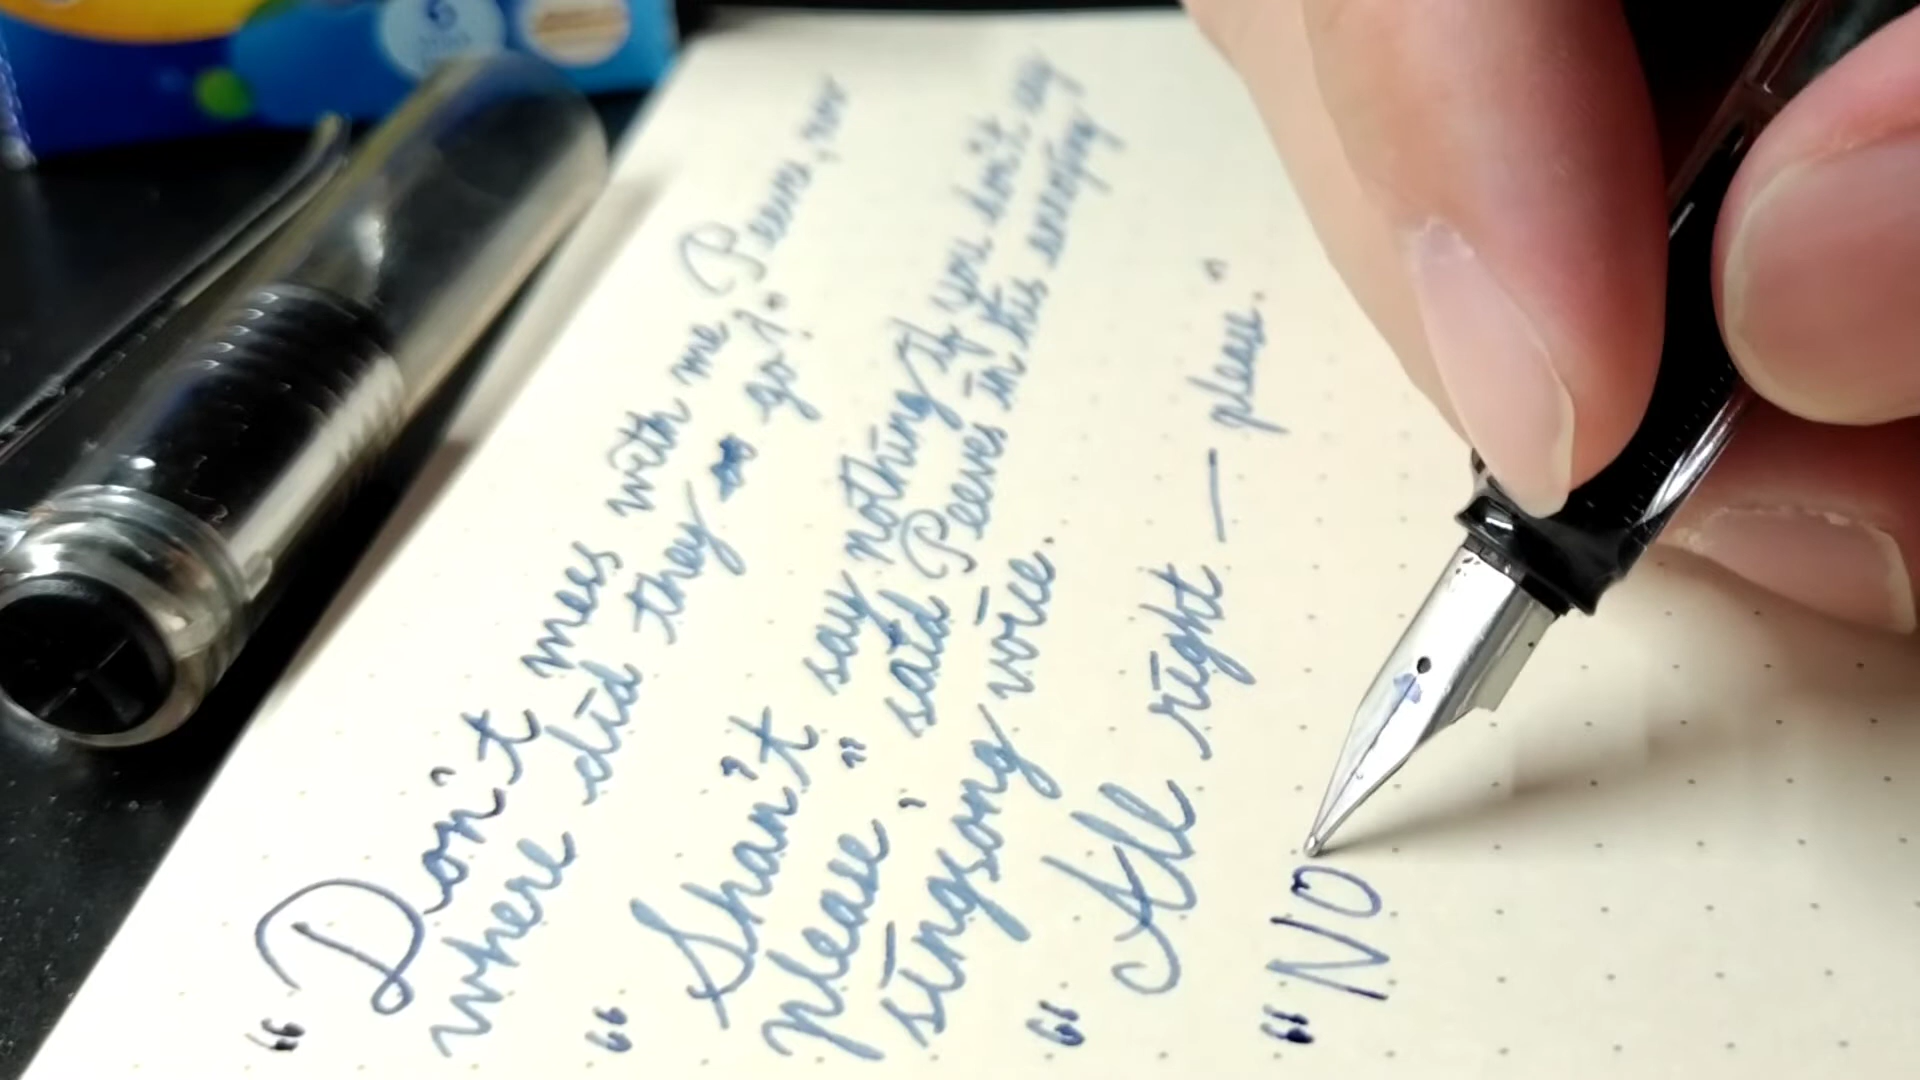 "Don't mess with me, Peeves, now
where did they go?"
"Shan't say nothing if you don't say
please," said Peeves in his annoying
singsong voice.
"All right — please."
"NO
6